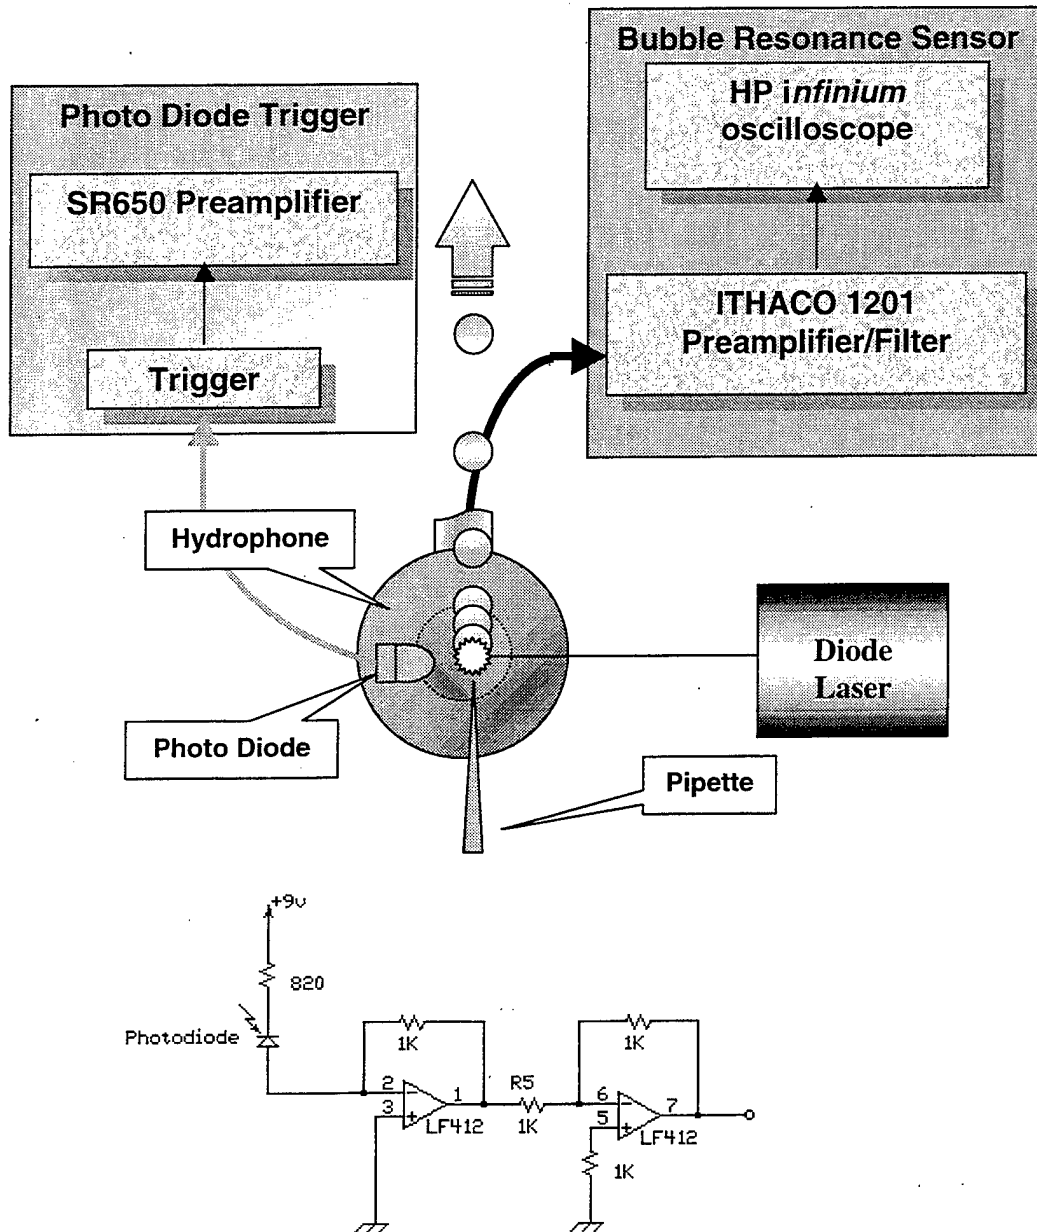 Bubble Resonance Sensor
HP infinium
oscilloscope
ITHACO 1201
Preamplifier/Filter
Photo Diode Trigger
SR650 Preamplifier
Trigger
Hydrophone
Photo Diode
Diode
Laser
Pipette
+9v
820
Photodiode
1K
2
3
1
LF412
R5
1K
1K
6
5
7
LF412
1K